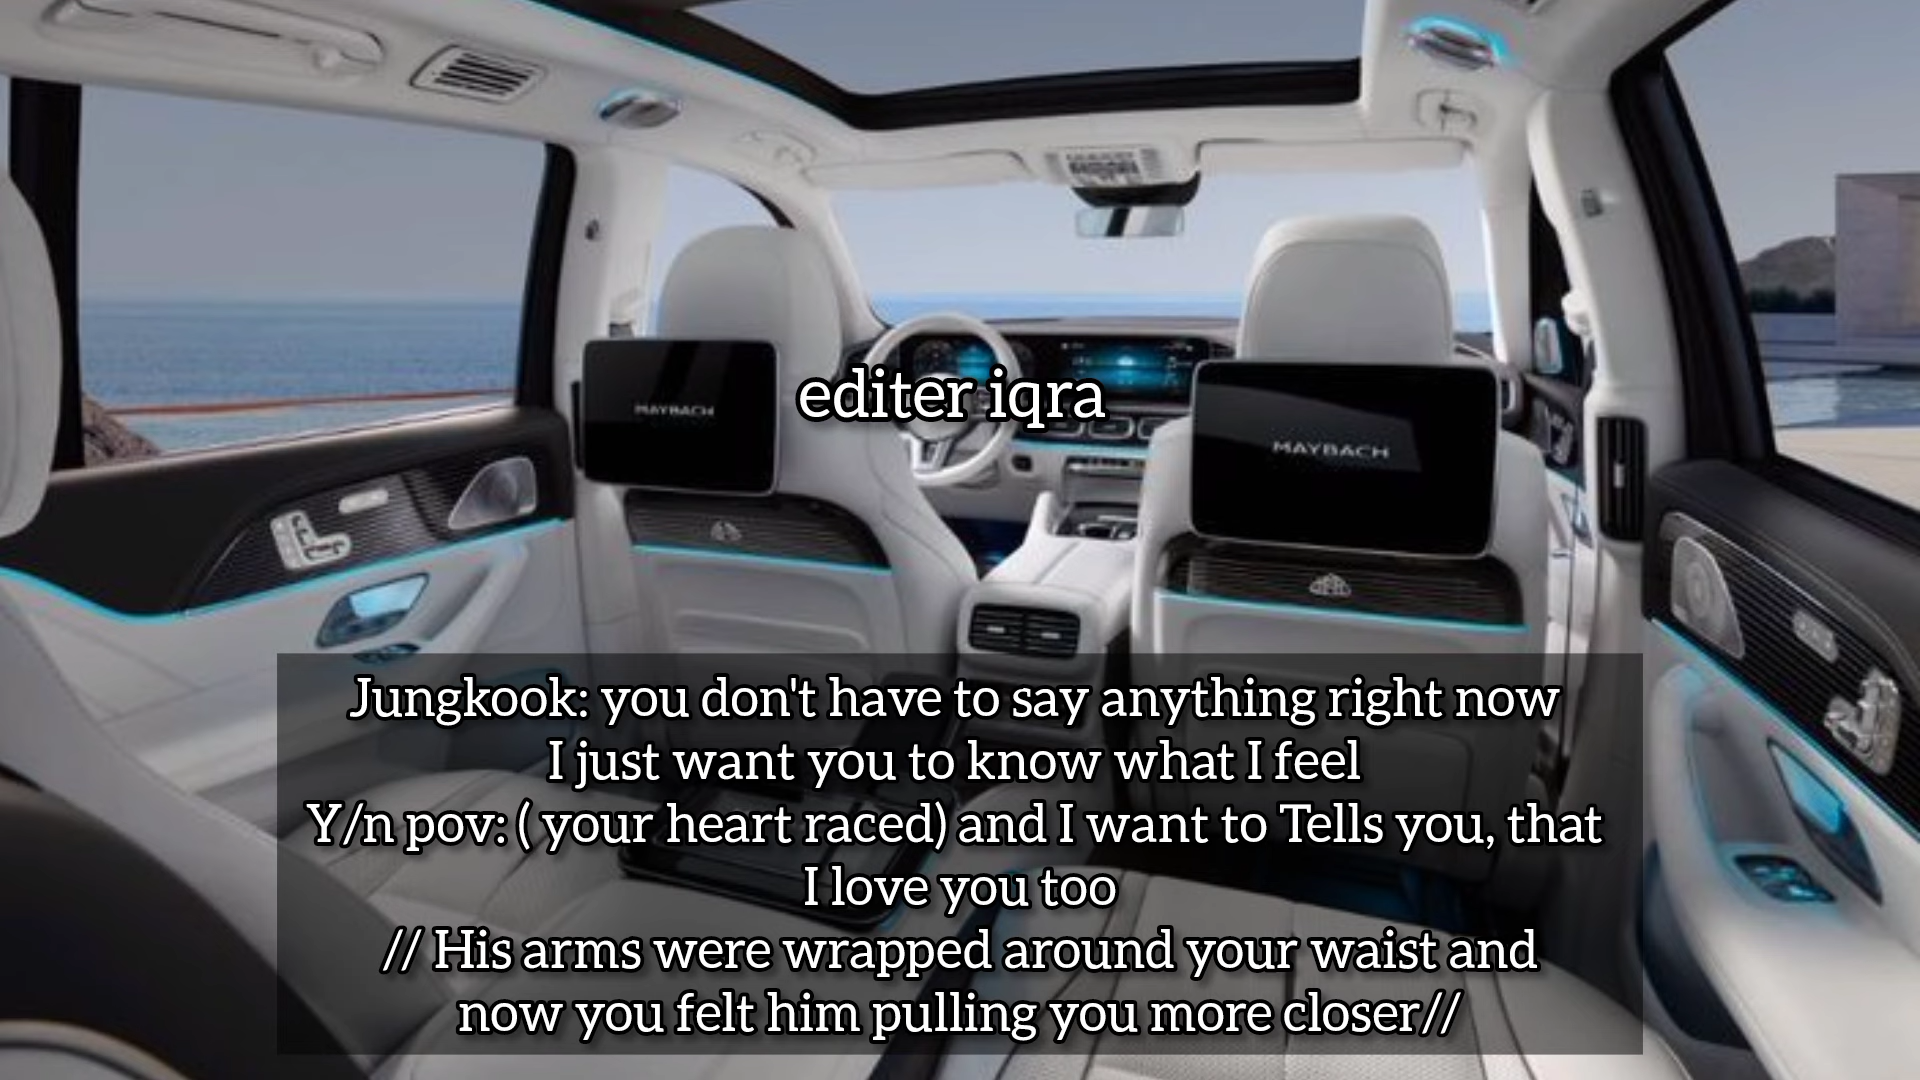 MAYBACH
editer iqra
MAYBACH
Jungkook: you don't have to say anything right now
I just want you to know what I feel
Y/n pov: ( your heart raced) and I want to Tells you, that
I love you too
// His arms were wrapped around your waist and
now you felt him pulling you more closer//